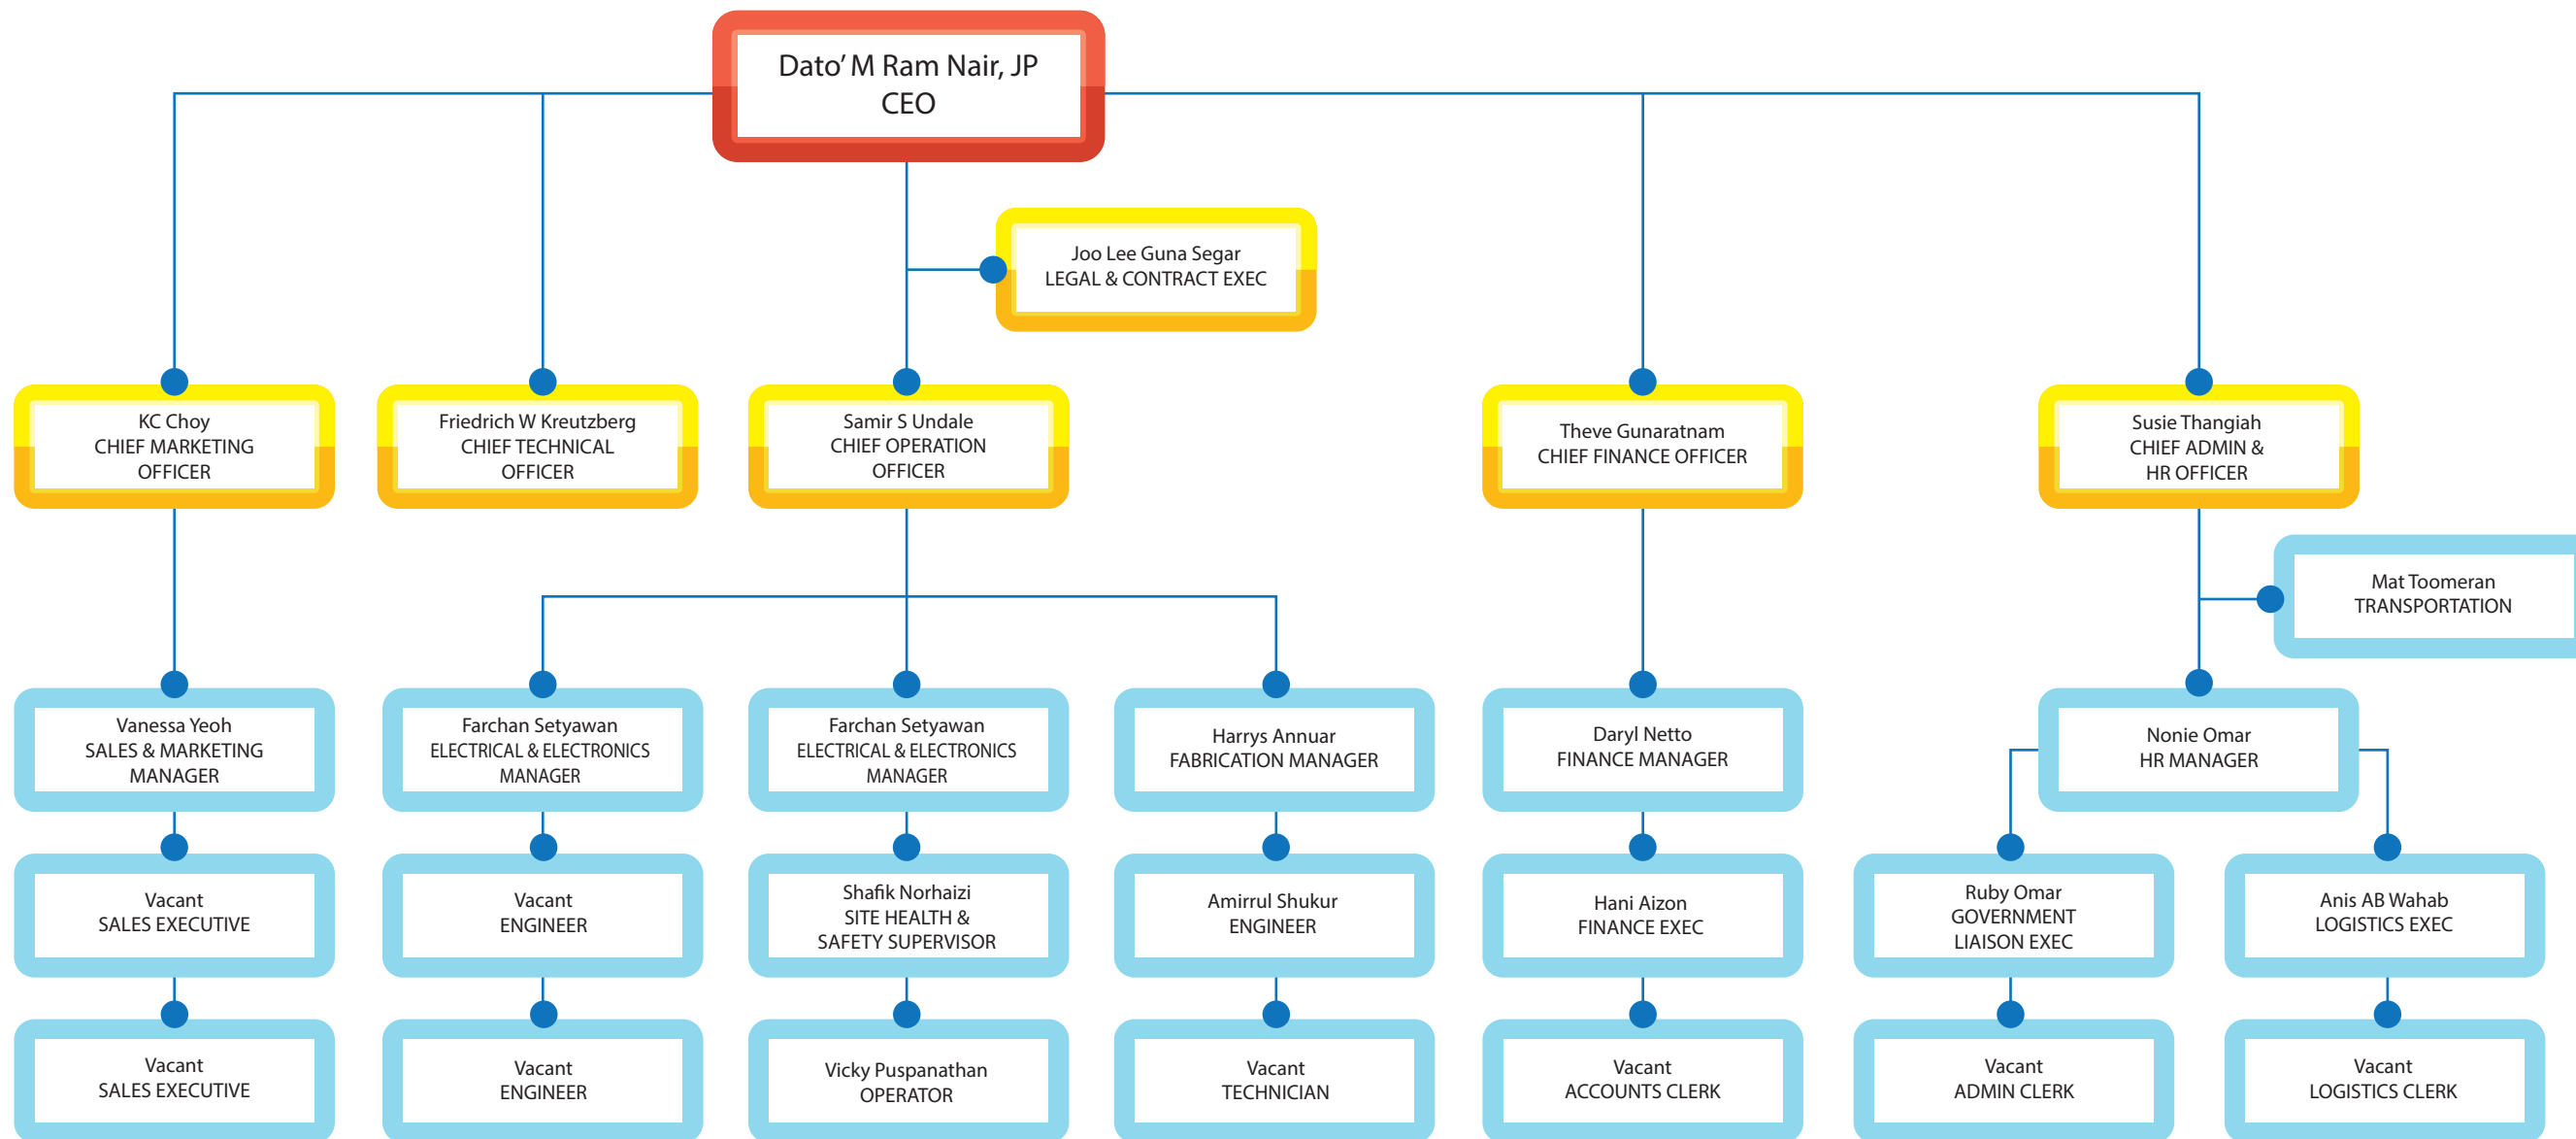 Dato' M Ram Nair, JP
CEO
Joo Lee Guna Segar
LEGAL & CONTRACT EXEC
KC Choy
CHIEF MARKETING
OFFICER
Friedrich W Kreutzberg
CHIEF TECHNICAL
OFFICER
Samir S Undale
CHIEF OPERATION
OFFICER
Theve Gunaratnam
CHIEF FINANCE OFFICER
Susie Thangiah
CHIEF ADMIN &
HR OFFICER
Mat Toomeran
TRANSPORTATION
Vanessa Yeoh
SALES & MARKETING
MANAGER
Farchan Setyawan
ELECTRICAL & ELECTRONICS
MANAGER
Farchan Setyawan
ELECTRICAL & ELECTRONICS
MANAGER
Harrys Annuar
FABRICATION MANAGER
Daryl Netto
FINANCE MANAGER
Nonie Omar
HR MANAGER
Vacant
SALES EXECUTIVE
Vacant
ENGINEER
Shafik Norhaizi
SITE HEALTH &
SAFETY SUPERVISOR
Amirrul Shukur
ENGINEER
Hani Aizon
FINANCE EXEC
Ruby Omar
GOVERNMENT
LIAISON EXEC
Anis AB Wahab
LOGISTICS EXEC
Vacant
SALES EXECUTIVE
Vacant
ENGINEER
Vicky Puspanathan
OPERATOR
Vacant
TECHNICIAN
Vacant
ACCOUNTS CLERK
Vacant
ADMIN CLERK
Vacant
LOGISTICS CLERK